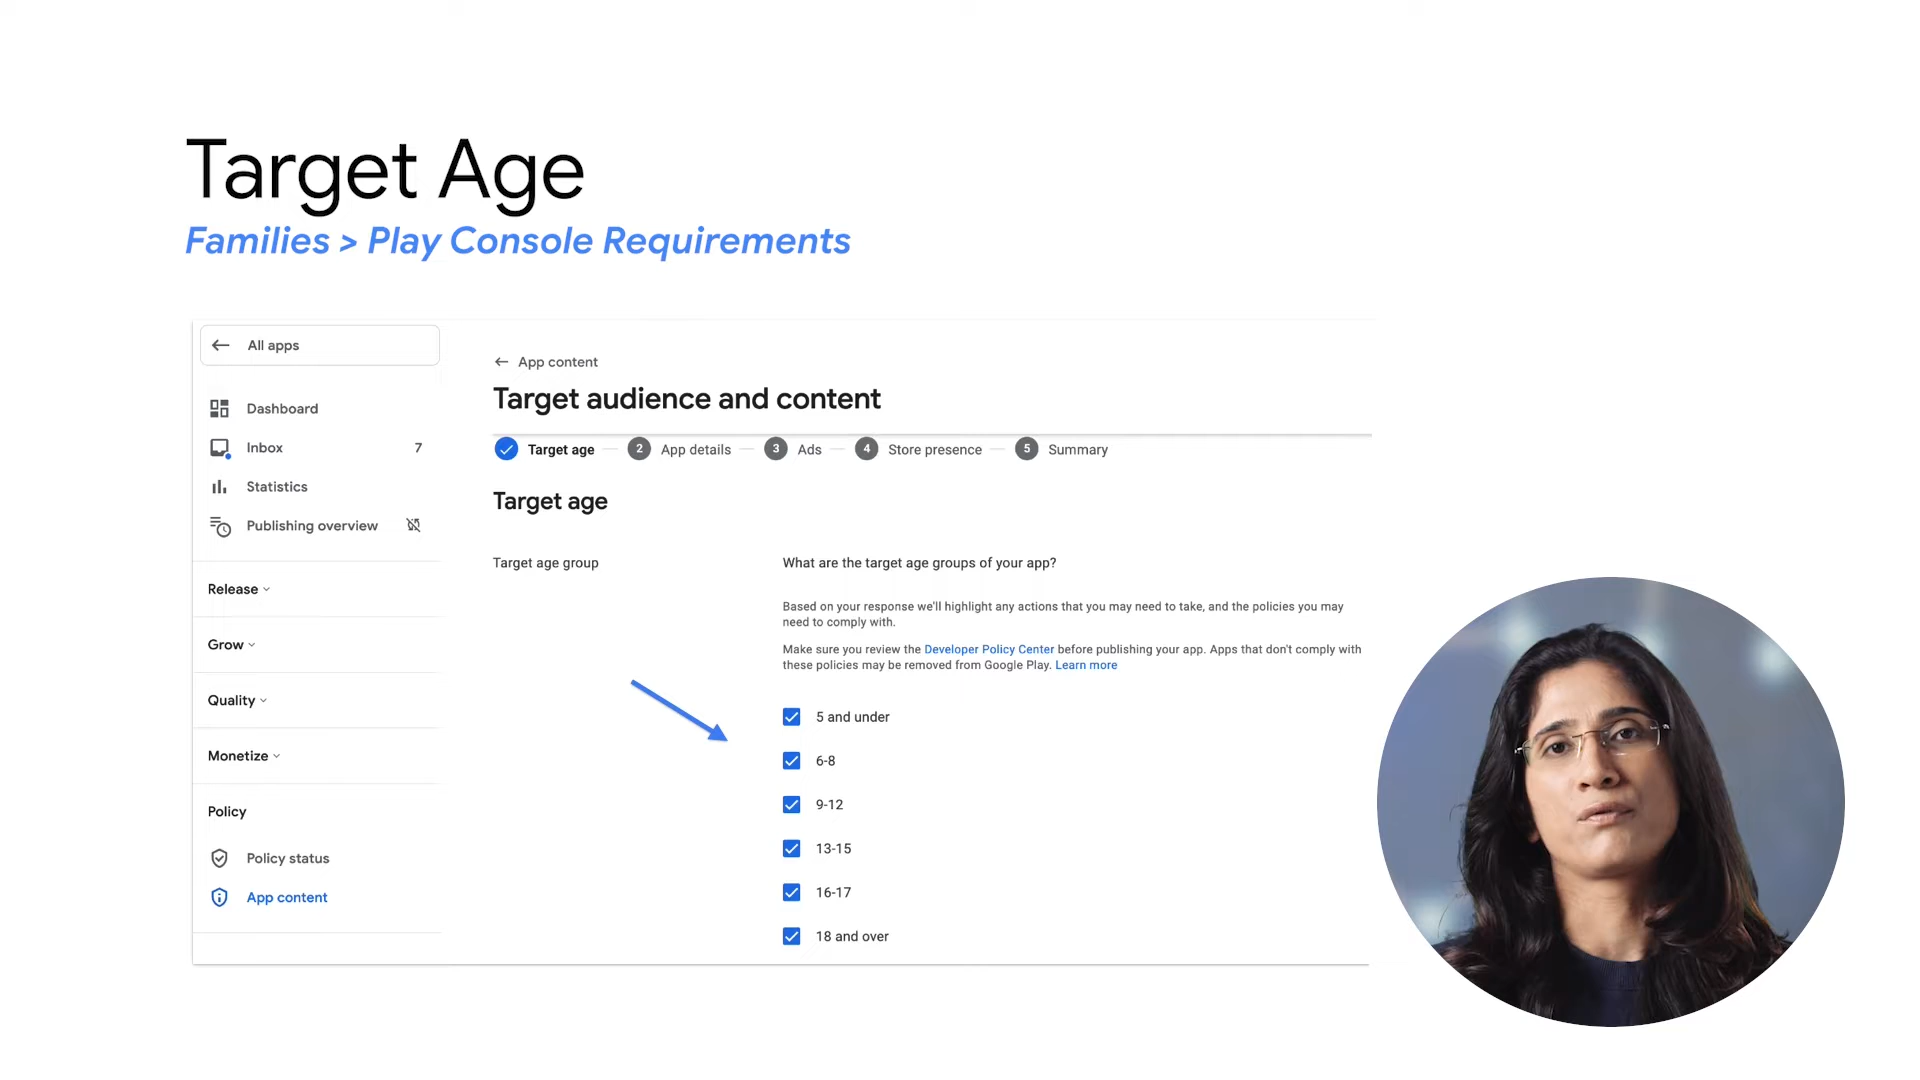 Target Age
Families > Play Console Requirements
All apps
Dashboard
Inbox 7
Statistics
Publishing overview
Release
Grow
Quality
Monetize
Policy
Policy status
App content
App content
Target audience and content
Target age 2 App details 3 Ads 4 Store presence 5 Summary
Target age
Target age group
What are the target age groups of your app?
Based on your response we'll highlight any actions that you may need to take, and the policies you may
need to comply with.
Make sure you review the Developer Policy Center before publishing your app. Apps that don't comply with
these policies may be removed from Google Play. Learn more
5 and under
6-8
9-12
13-15
16-17
18 and over